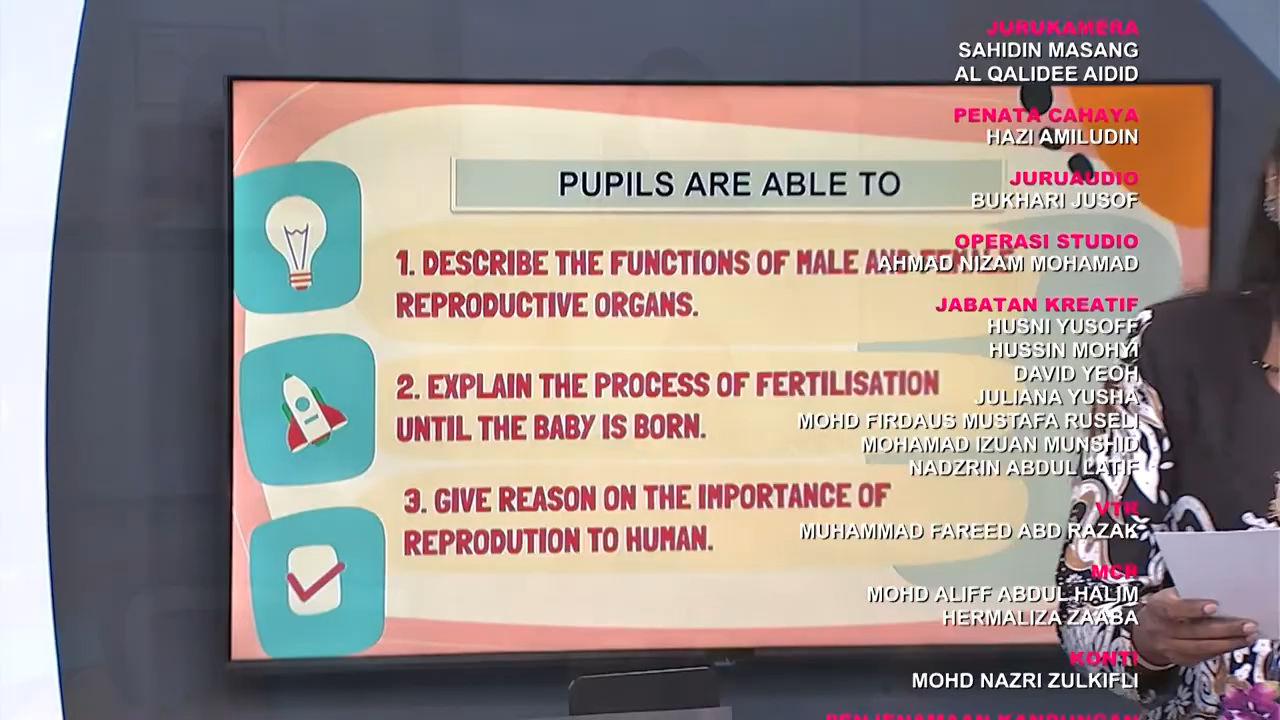 PUPILS ARE ABLE TO
1. DESCRIBE THE FUNCTIONS OF MALE AND FEMALE
REPRODUCTIVE ORGANS.
2. EXPLAIN THE PROCESS OF FERTILISATION
UNTIL THE BABY IS BORN.
3. GIVE REASON ON THE IMPORTANCE OF
REPRODUTION TO HUMAN.
JURUKAMERA
SAHIDIN MASANG
AL QALIDEE AIDID
PENATA CAHAYA
HAZI AMILUDIN
JURUAUDIO
BUKHARI JUSOF
OPERASI STUDIO
AHMAD NIZAM MOHAMAD
JABATAN KREATIF
HUSNI YUSOFF
HUSSIN MOHYI
DAVID YEOH
JULIANA YUSHA
MOHD FIRDAUS MUSTAFA RUSELI
MOHAMAD IZUAN MUNSHID
NADZRIN ABDUL LATIF
VTR
MUHAMMAD FAREED ABD RAZAK
MCR
MOHD ALIFF ABDUL HALIM
HERMALIZA ZAABA
KONTI
MOHD NAZRI ZULKIFLI
PENJENAMAAN KANDUNGAN